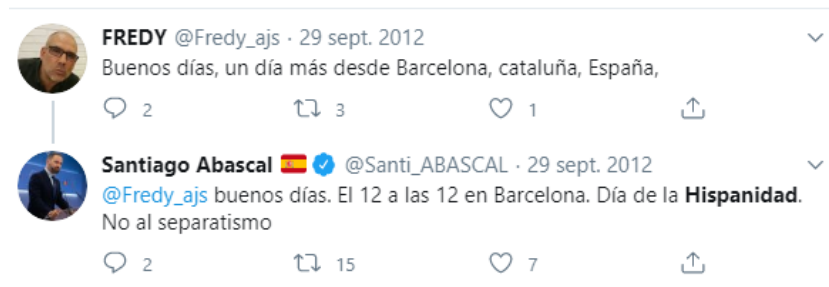 FREDY @Fredy_ajs · 29 sept. 2012
Buenos días, un día más desde Barcelona, cataluña, España,
2 3 1
Santiago Abascal @Santi_ABASCAL · 29 sept. 2012
@Fredy_ajs buenos días. El 12 a las 12 en Barcelona. Día de la Hispanidad.
No al separatismo
2 15 7